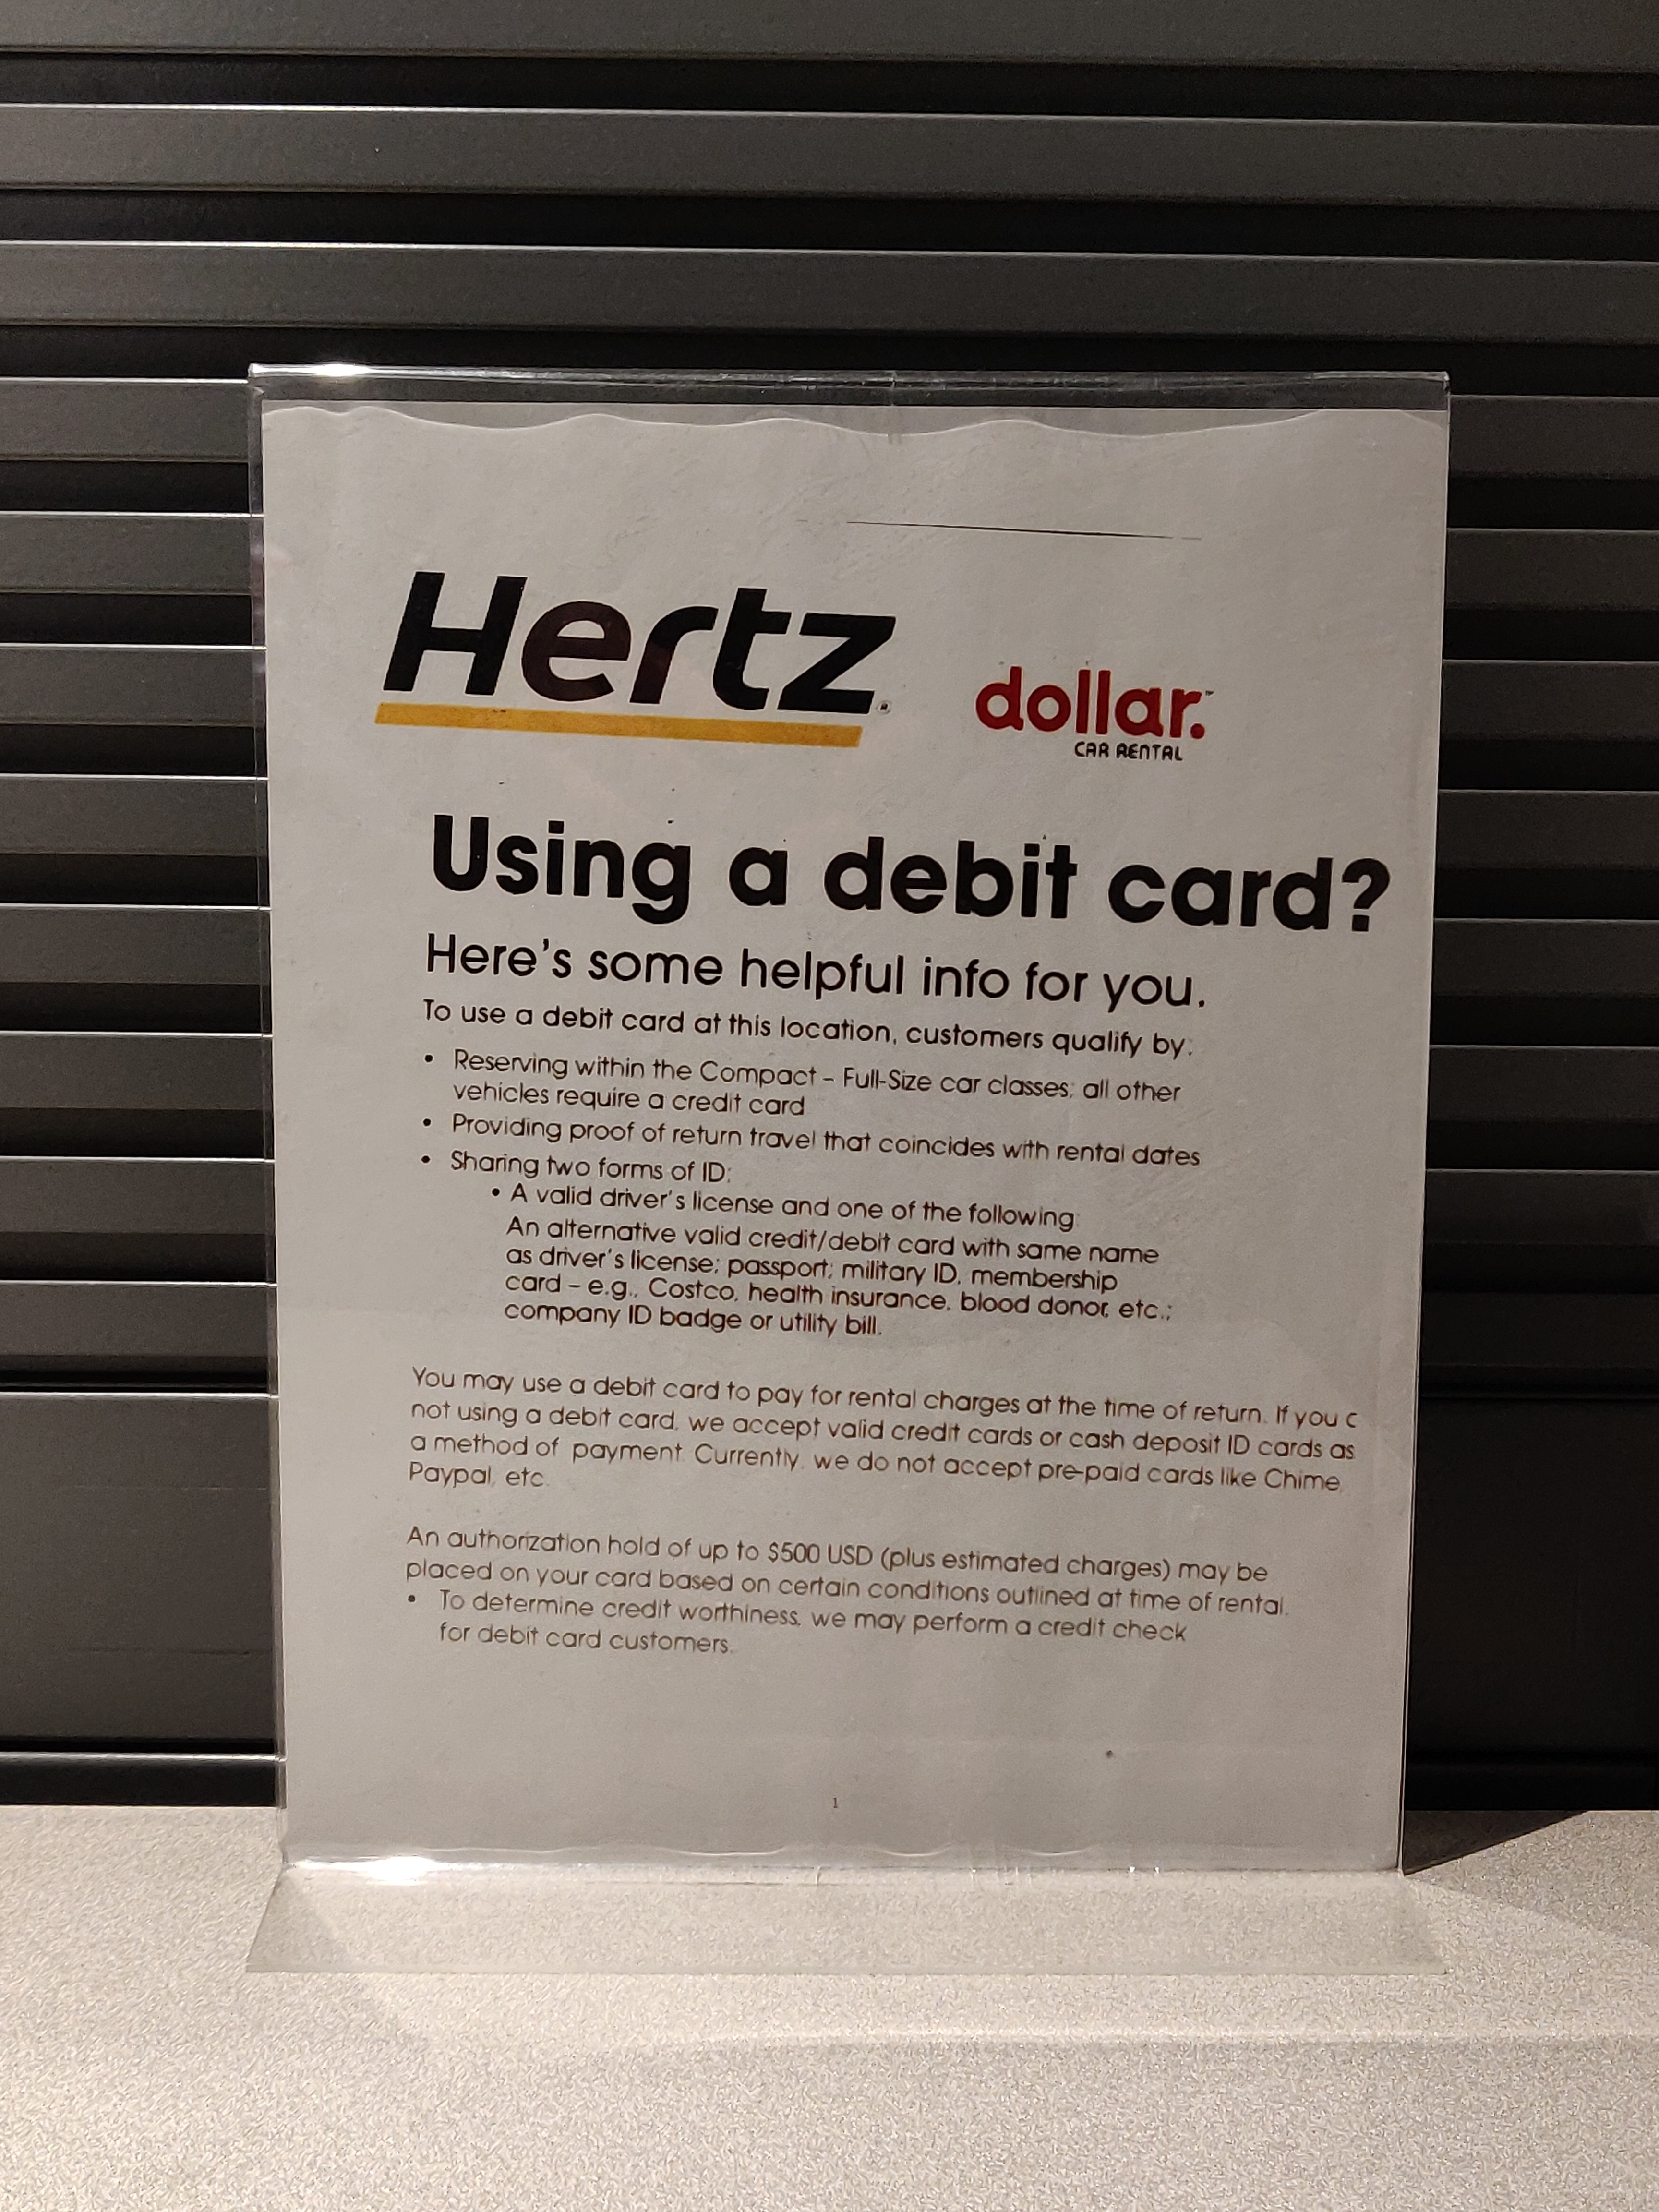 Hertz.
dollar.™
CAR RENTAL
Using a debit card?
Here's some helpful info for you.
To use a debit card at this location, customers qualify by:
• Reserving within the Compact – Full-Size car classes; all other
vehicles require a credit card
• Providing proof of return travel that coincides with rental dates
• Sharing two forms of ID:
• A valid driver's license and one of the following:
An alternative valid credit/debit card with same name
as driver's license; passport; military ID, membership
card – e.g., Costco, health insurance, blood donor, etc.;
company ID badge or utility bill.
You may use a debit card to pay for rental charges at the time of return. If you c
not using a debit card, we accept valid credit cards or cash deposit ID cards as
a method of payment. Currently, we do not accept pre-paid cards like Chime,
Paypal, etc.
An authorization hold of up to $500 USD (plus estimated charges) may be
placed on your card based on certain conditions outlined at time of rental.
• To determine credit worthiness, we may perform a credit check
for debit card customers.
1